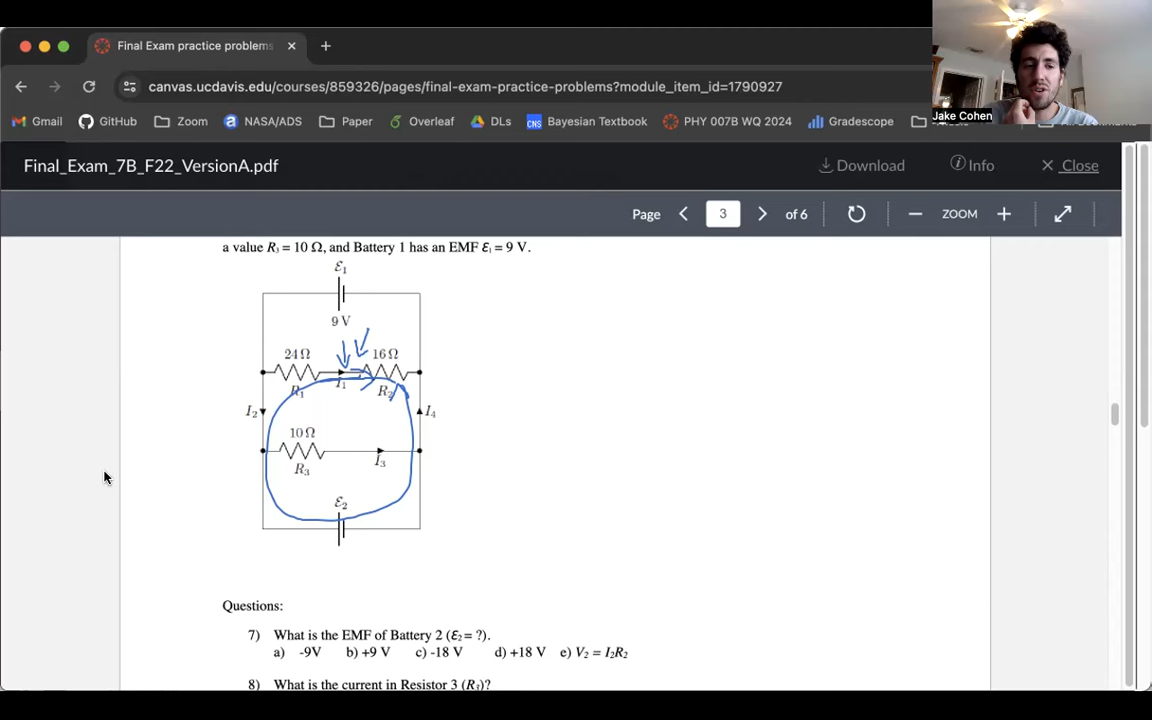 Final Exam practice problems
canvas.ucdavis.edu/courses/859326/pages/final-exam-practice-problems?module_item_id=1790927
Gmail GitHub Zoom NASA/ADS Paper Overleaf DLs CNS Bayesian Textbook PHY 007B WQ 2024 Gradescope
Jake Cohen
Final_Exam_7B_F22_VersionA.pdf Download Info Close
Page 3 of 6 ZOOM
a value R₃ = 10 Ω, and Battery 1 has an EMF ℰ₁ = 9 V.
ℰ₁
9 V
24 Ω 16 Ω
R₁ I₁ R₂
I₂ I₄
10 Ω
R₃ I₃
ℰ₂
Questions:
7) What is the EMF of Battery 2 (ℰ₂ = ?).
a) -9V b) +9 V c) -18 V d) +18 V e) V₂ = I₂R₂
8) What is the current in Resistor 3 (R₃)?